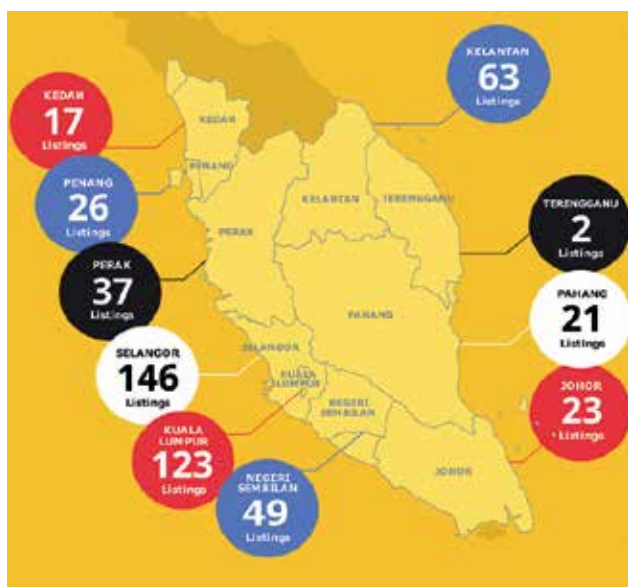 KELANTAN
63
Listings
KEDAH
17
Listings
PENANG
26
Listings
PERAK
37
Listings
SELANGOR
146
Listings
KUALA
LUMPUR
123
Listings
NEGERI
SEMBILAN
49
Listings
TERENGGANU
2
Listings
PAHANG
21
Listings
JOHOR
23
Listings
KEDAH
PENANG
PERAK
KELANTAN
TERENGGANU
PAHANG
SELANGOR
KUALA
LUMPUR
NEGERI
SEMBILAN
JOHOR